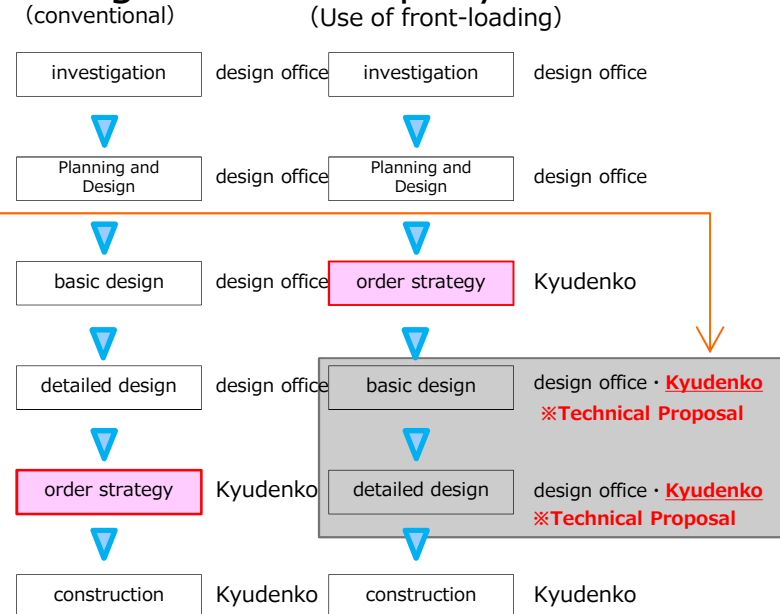 (conventional)
(Use of front-loading)
investigation
design office
investigation
design office
Planning and
Design
design office
Planning and
Design
design office
basic design
design office
order strategy
Kyudenko
detailed design
design office
basic design
design office・Kyudenko
※Technical Proposal
order strategy
Kyudenko
detailed design
design office・Kyudenko
※Technical Proposal
construction
Kyudenko
construction
Kyudenko